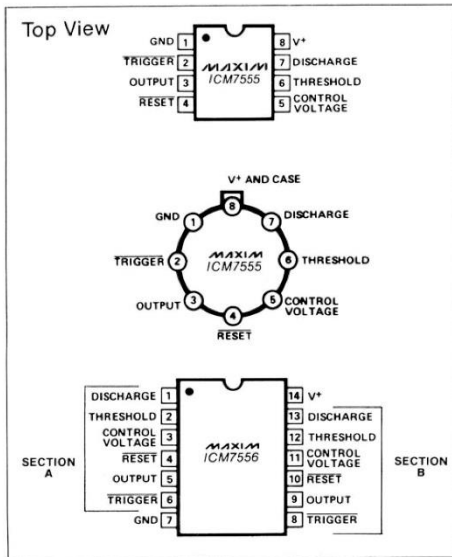 Top View
GND 1 8 V+
TRIGGER 2 7 DISCHARGE
OUTPUT 3 6 THRESHOLD
RESET 4 5 CONTROL VOLTAGE
MAXIM
ICM7555
V+ AND CASE
8
GND 1 7 DISCHARGE
TRIGGER 2 6 THRESHOLD
MAXIM
ICM7555
OUTPUT 3 5 CONTROL VOLTAGE
4
RESET
DISCHARGE 1 14 V+
THRESHOLD 2 13 DISCHARGE
CONTROL VOLTAGE 3 12 THRESHOLD
RESET 4 11 CONTROL VOLTAGE
OUTPUT 5 10 RESET
TRIGGER 6 9 OUTPUT
GND 7 8 TRIGGER
MAXIM
ICM7556
SECTION A
SECTION B